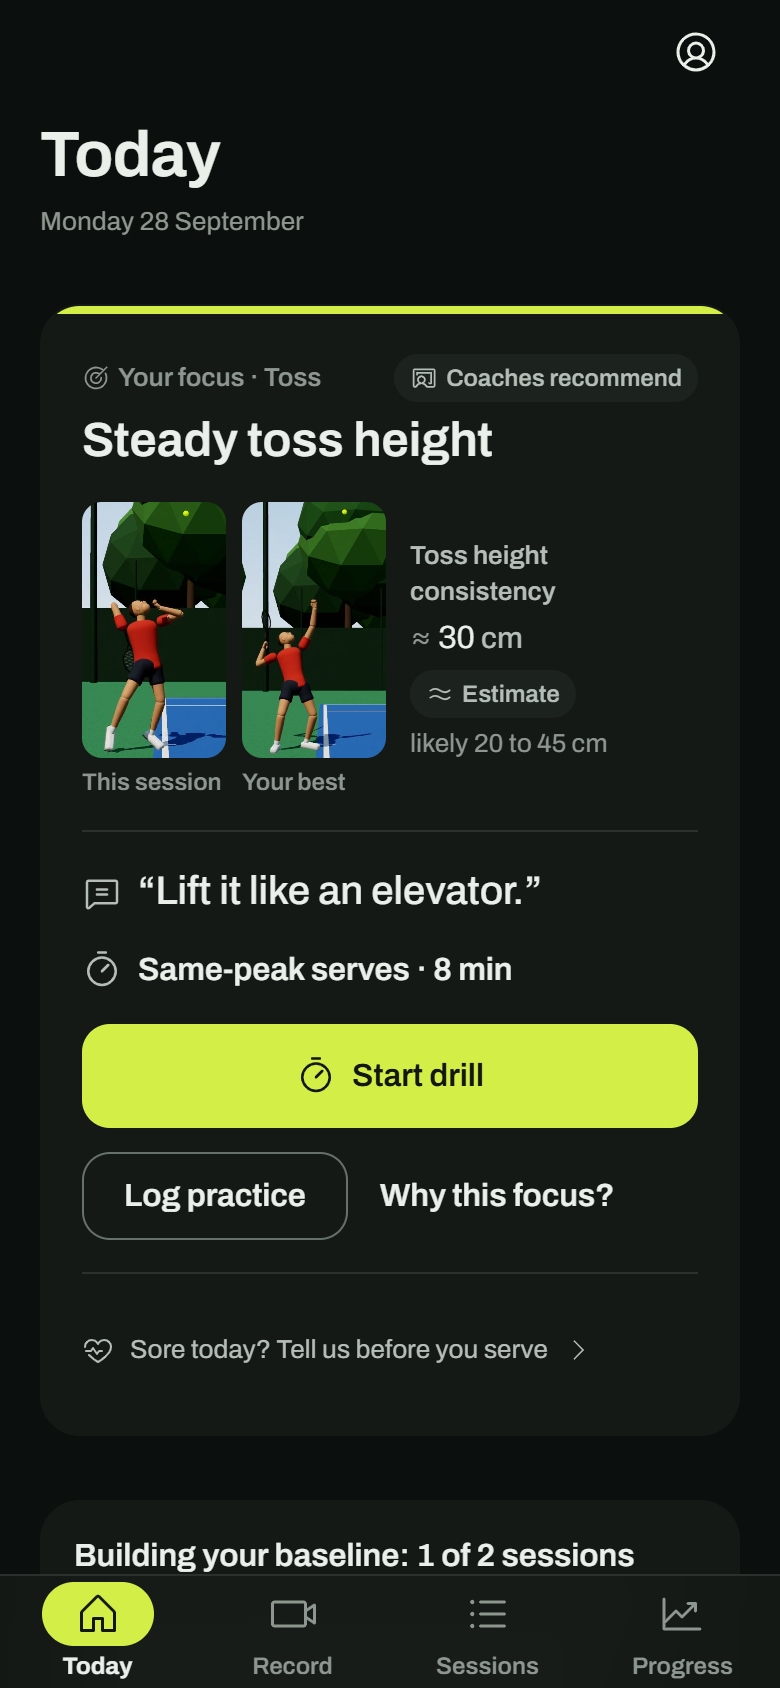 Today
Monday 28 September
Your focus · Toss
Coaches recommend
Steady toss height
Toss height
consistency
≈ 30 cm
Estimate
likely 20 to 45 cm
This session
Your best
“Lift it like an elevator.”
Same-peak serves · 8 min
Start drill
Log practice
Why this focus?
Sore today? Tell us before you serve
Building your baseline: 1 of 2 sessions
Today
Record
Sessions
Progress